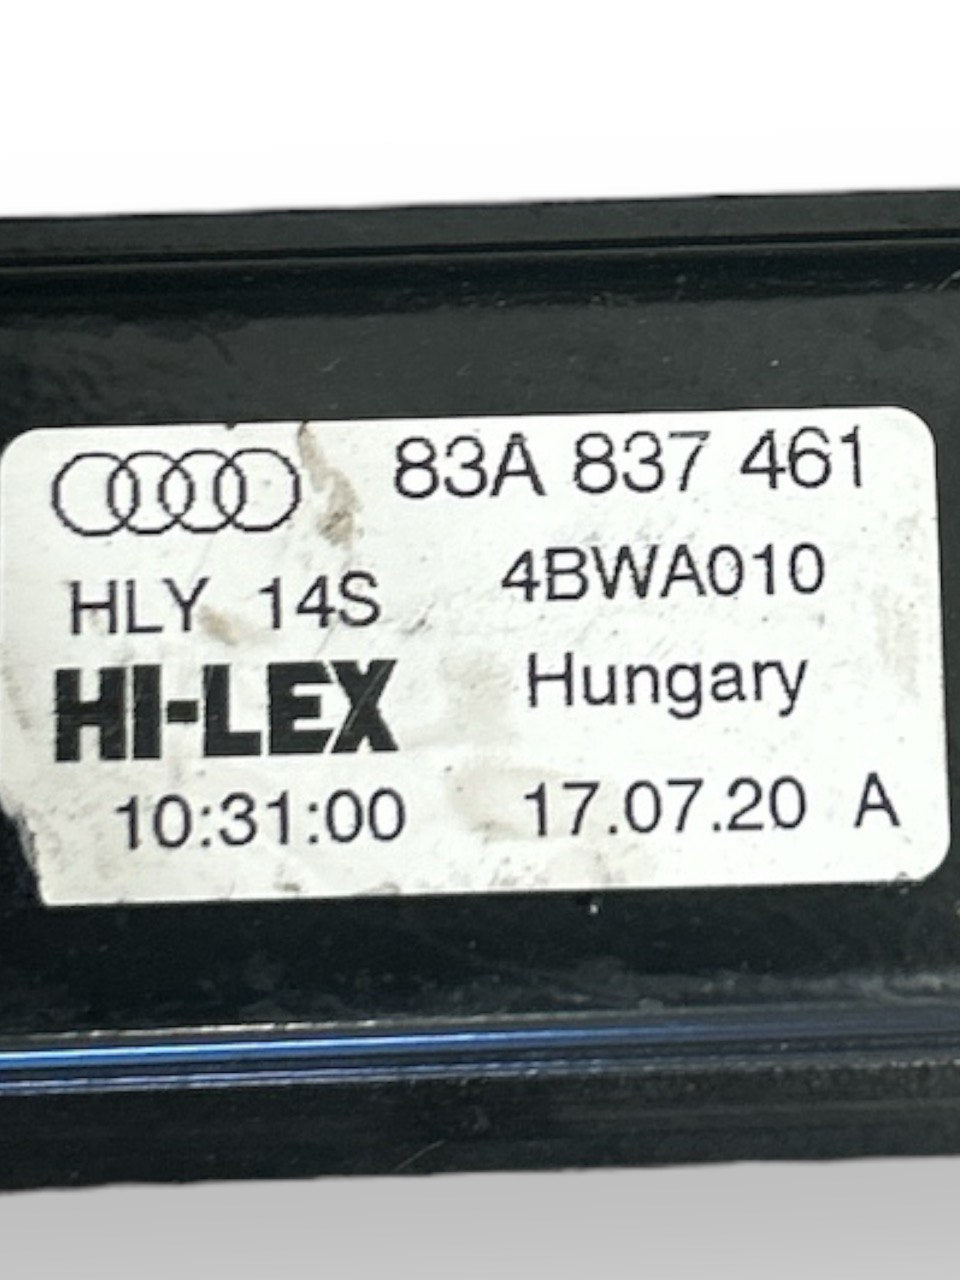 83A 837 461
HLY 14S 4BWA010
HI-LEX Hungary
10:31:00 17.07.20 A